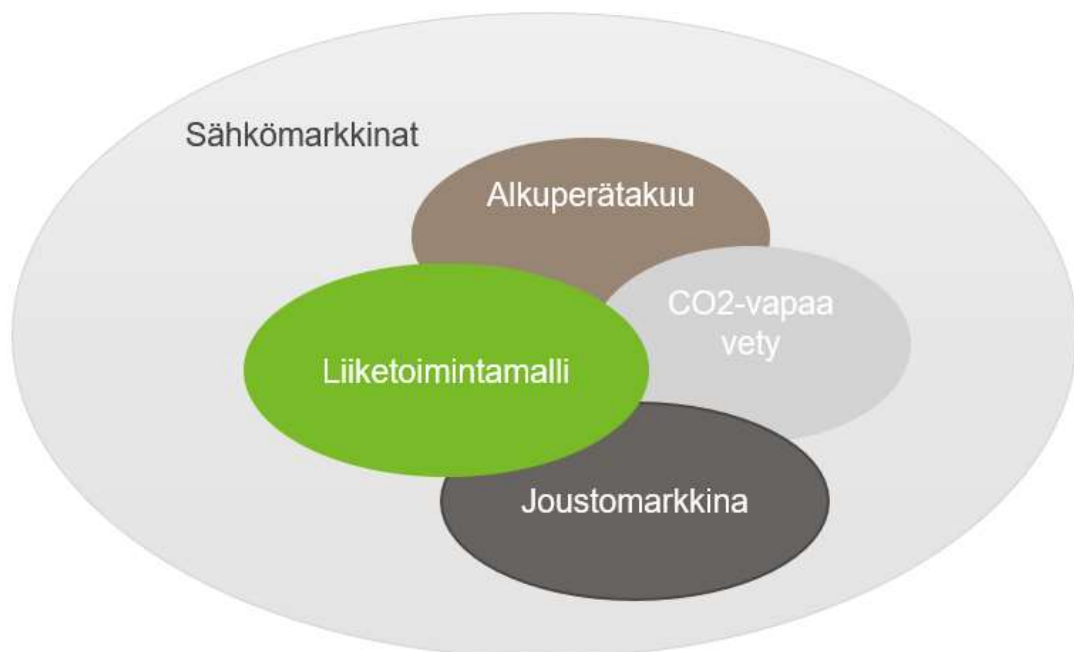 Sähkömarkkinat
Alkuperätakuu
CO2-vapaa
vety
Liiketoimintamalli
Joustomarkkina